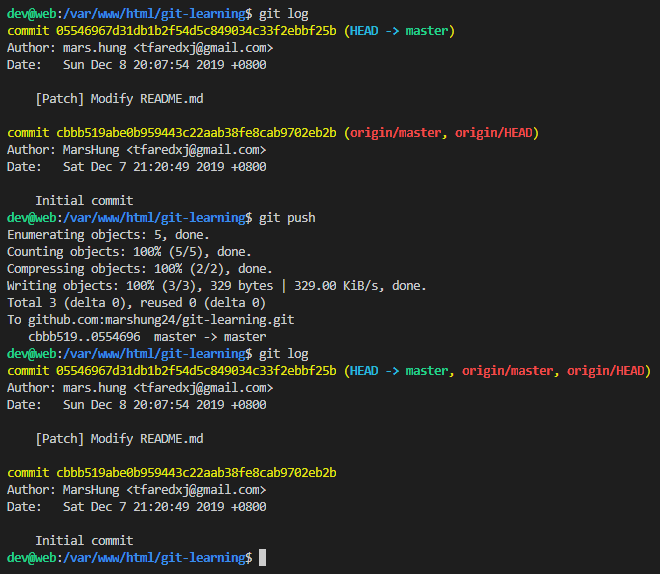 dev@web:/var/www/html/git-learning$ git log
commit 05546967d31db1b2f54d5c849034c33f2ebbf25b (HEAD -> master)
Author: mars.hung <tfaredxj@gmail.com>
Date:   Sun Dec 8 20:07:54 2019 +0800
    [Patch] Modify README.md
commit cbbb519abe0b959443c22aab38fe8cab9702eb2b (origin/master, origin/HEAD)
Author: MarsHung <tfaredxj@gmail.com>
Date:   Sat Dec 7 21:20:49 2019 +0800
    Initial commit
dev@web:/var/www/html/git-learning$ git push
Enumerating objects: 5, done.
Counting objects: 100% (5/5), done.
Compressing objects: 100% (2/2), done.
Writing objects: 100% (3/3), 329 bytes | 329.00 KiB/s, done.
Total 3 (delta 0), reused 0 (delta 0)
To github.com:marshung24/git-learning.git
   cbbb519..0554696  master -> master
dev@web:/var/www/html/git-learning$ git log
commit 05546967d31db1b2f54d5c849034c33f2ebbf25b (HEAD -> master, origin/master, origin/HEAD)
Author: mars.hung <tfaredxj@gmail.com>
Date:   Sun Dec 8 20:07:54 2019 +0800
    [Patch] Modify README.md
commit cbbb519abe0b959443c22aab38fe8cab9702eb2b
Author: MarsHung <tfaredxj@gmail.com>
Date:   Sat Dec 7 21:20:49 2019 +0800
    Initial commit
dev@web:/var/www/html/git-learning$